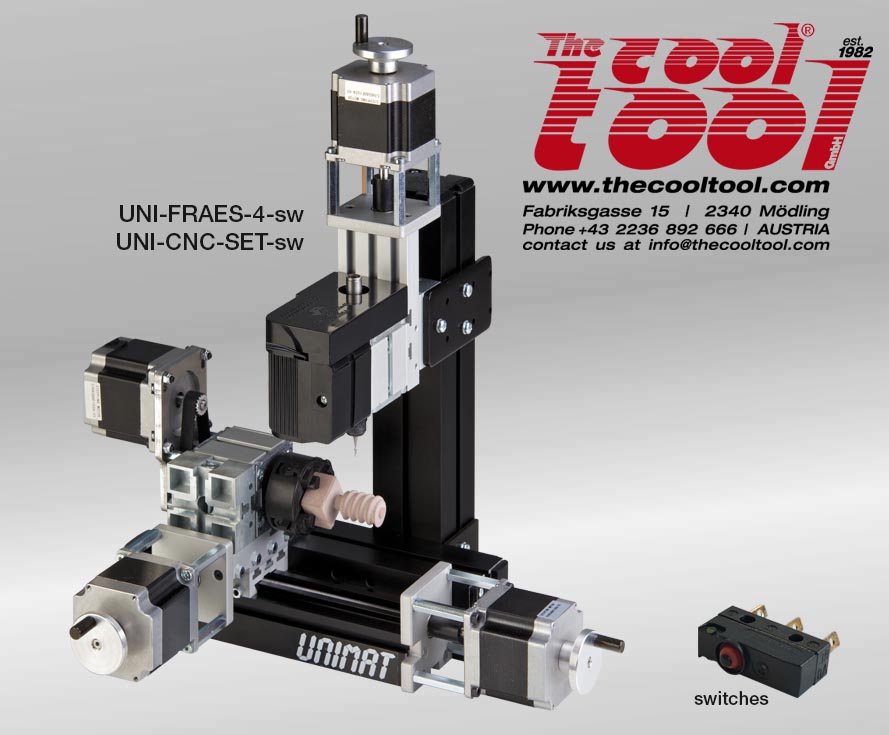 The cool tool GmbH ®
est. 1982
www.thecooltool.com
Fabriksgasse 15 | 2340 Mödling
Phone +43 2236 892 666 | AUSTRIA
contact us at info@thecooltool.com
UNI-FRAES-4-sw
UNI-CNC-SET-sw
UNIMAT
switches